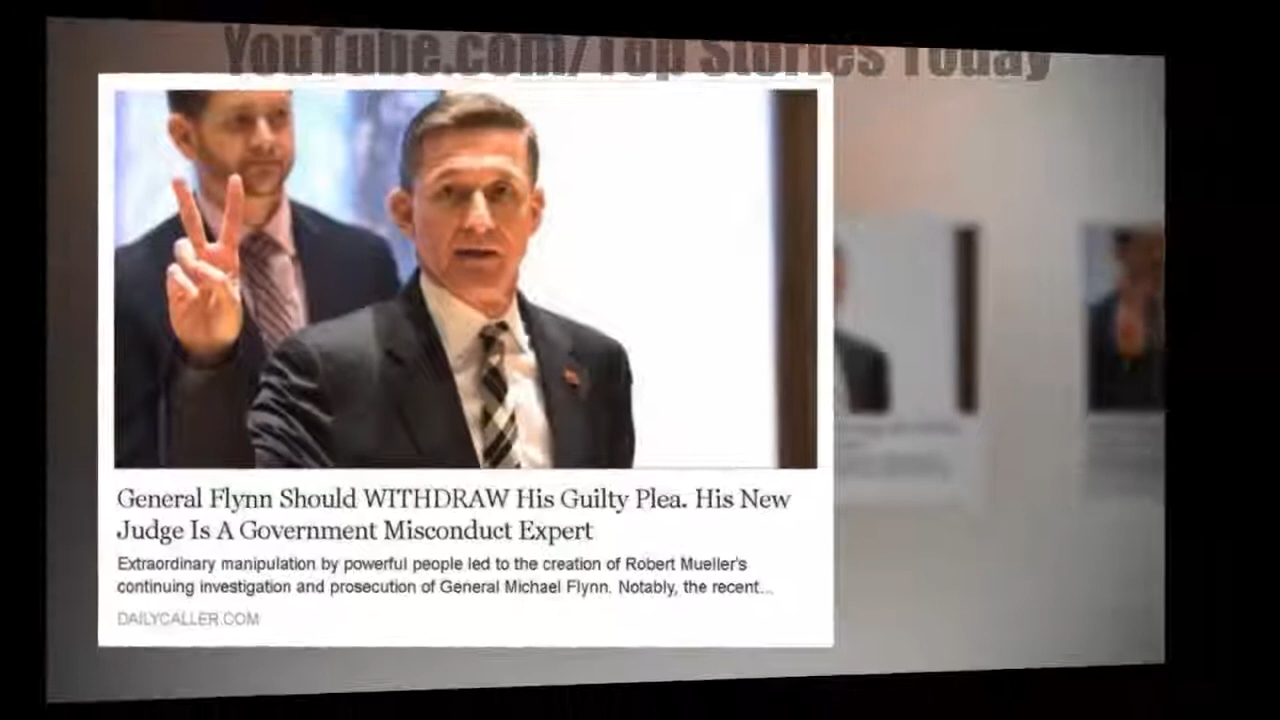 YouTube.com/Top Stories Today
General Flynn Should WITHDRAW His Guilty Plea. His New
Judge Is A Government Misconduct Expert
Extraordinary manipulation by powerful people led to the creation of Robert Mueller's
continuing investigation and prosecution of General Michael Flynn. Notably, the recent...
DAILYCALLER.COM